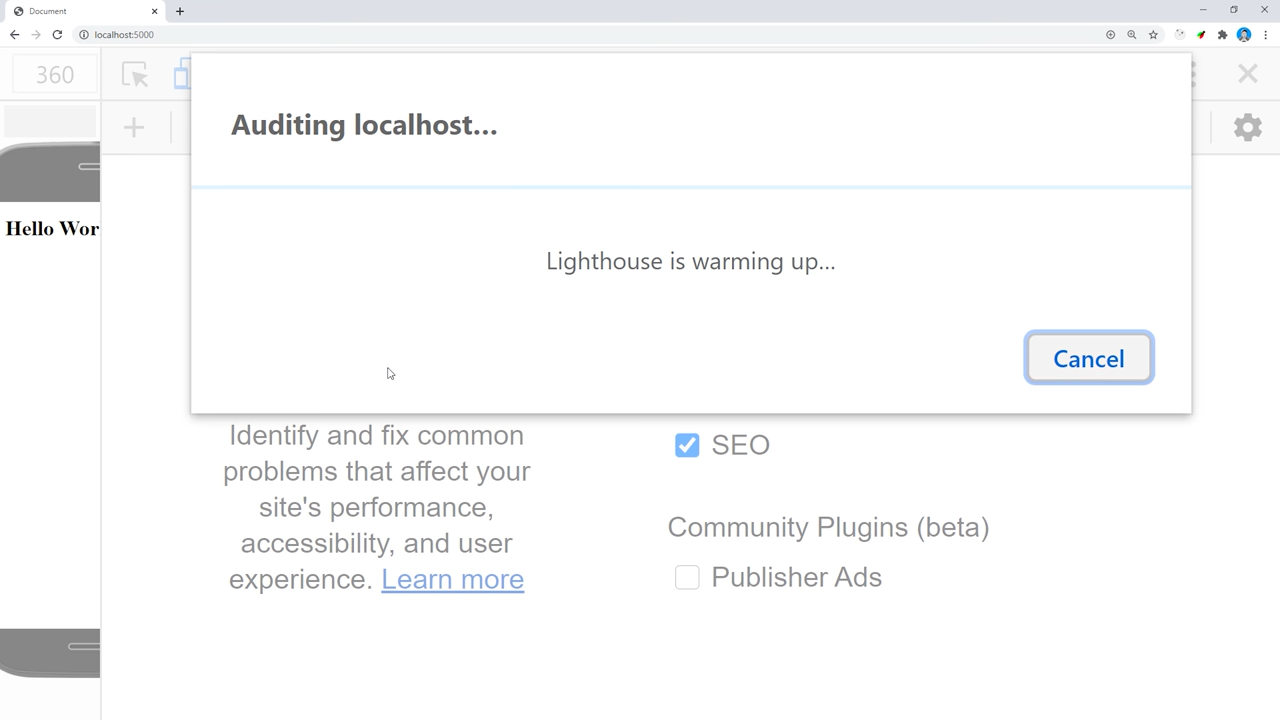 Document
localhost:5000
360
Auditing localhost...
Hello Wor
Lighthouse is warming up...
Cancel
Identify and fix common
problems that affect your
site's performance,
accessibility, and user
experience. Learn more
SEO
Community Plugins (beta)
Publisher Ads